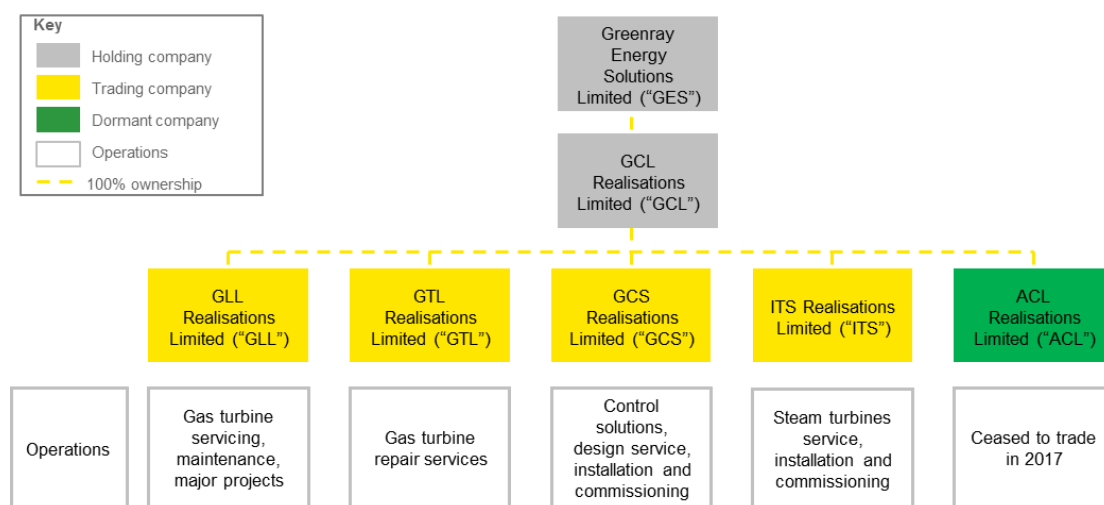 Key
Holding company
Trading company
Dormant company
Operations
100% ownership
Greenray
Energy
Solutions
Limited (“GES”)
GCL
Realisations
Limited (“GCL”)
GLL
Realisations
Limited (“GLL”)
GTL
Realisations
Limited (“GTL”)
GCS
Realisations
Limited (“GCS”)
ITS Realisations
Limited (“ITS”)
ACL
Realisations
Limited (“ACL”)
Operations
Gas turbine
servicing,
maintenance,
major projects
Gas turbine
repair services
Control
solutions,
design service,
installation and
commissioning
Steam turbines
service,
installation and
commissioning
Ceased to trade
in 2017